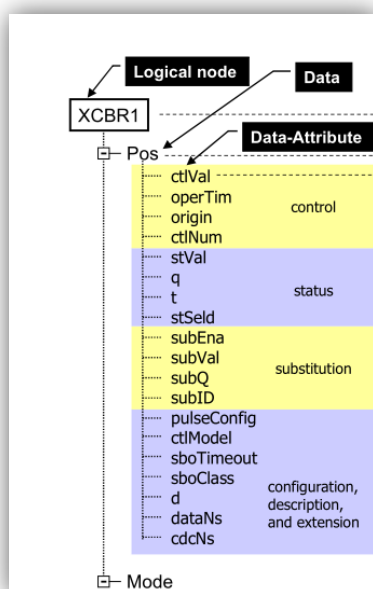 Logical node
Data
XCBR1
Data-Attribute
Pos
ctlVal
operTim
origin
control
ctlNum
stVal
q
t
status
stSeld
subEna
subVal
subQ
substitution
subID
pulseConfig
ctlModel
sboTimeout
sboClass
d
configuration,
dataNs
description,
cdcNs
and extension
Mode